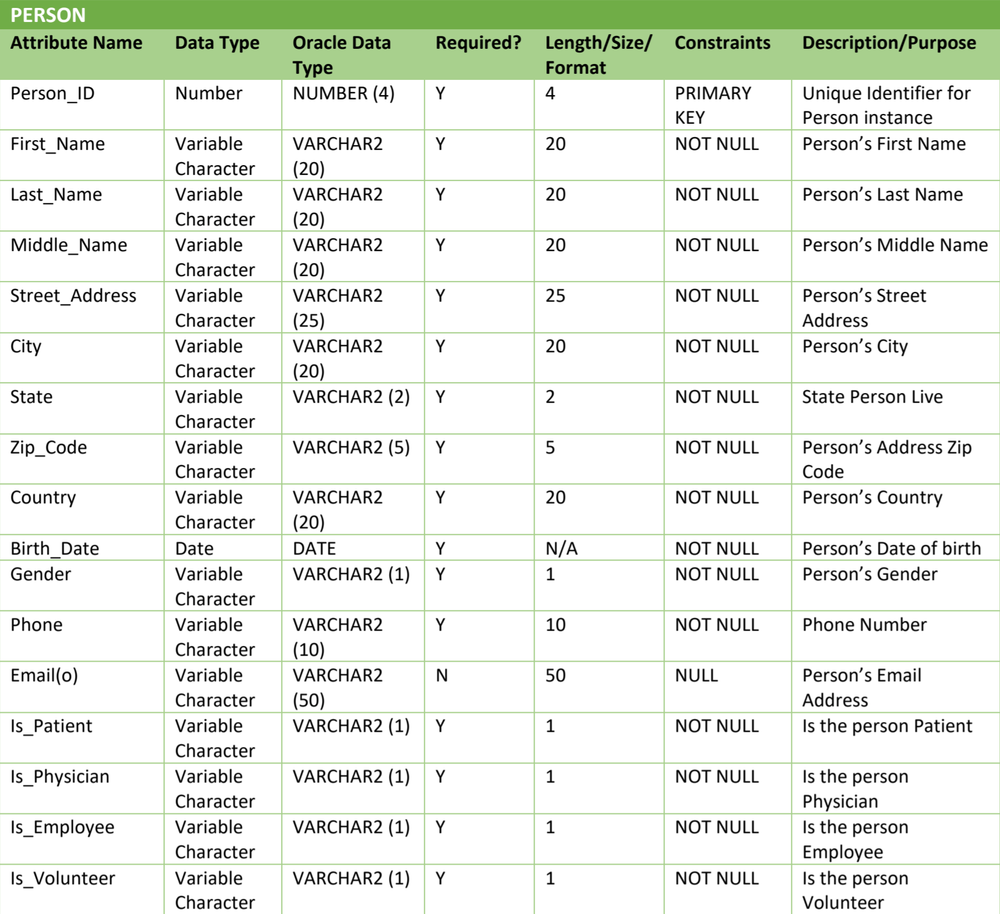 PERSON
Attribute Name Data Type Oracle Data Required? Length/Size/ Constraints Description/Purpose
Type Format
Person_ID Number NUMBER (4) Y 4 PRIMARY Unique Identifier for
KEY Person instance
First_Name Variable VARCHAR2 Y 20 NOT NULL Person’s First Name
Character (20)
Last_Name Variable VARCHAR2 Y 20 NOT NULL Person’s Last Name
Character (20)
Middle_Name Variable VARCHAR2 Y 20 NOT NULL Person’s Middle Name
Character (20)
Street_Address Variable VARCHAR2 Y 25 NOT NULL Person’s Street
Character (25) Address
City Variable VARCHAR2 Y 20 NOT NULL Person’s City
Character (20)
State Variable VARCHAR2 (2) Y 2 NOT NULL State Person Live
Character
Zip_Code Variable VARCHAR2 (5) Y 5 NOT NULL Person’s Address Zip
Character Code
Country Variable VARCHAR2 Y 20 NOT NULL Person’s Country
Character (20)
Birth_Date Date DATE Y N/A NOT NULL Person’s Date of birth
Gender Variable VARCHAR2 (1) Y 1 NOT NULL Person’s Gender
Character
Phone Variable VARCHAR2 Y 10 NOT NULL Phone Number
Character (10)
Email(o) Variable VARCHAR2 N 50 NULL Person’s Email
Character (50) Address
Is_Patient Variable VARCHAR2 (1) Y 1 NOT NULL Is the person Patient
Character
Is_Physician Variable VARCHAR2 (1) Y 1 NOT NULL Is the person
Character Physician
Is_Employee Variable VARCHAR2 (1) Y 1 NOT NULL Is the person
Character Employee
Is_Volunteer Variable VARCHAR2 (1) Y 1 NOT NULL Is the person
Character Volunteer